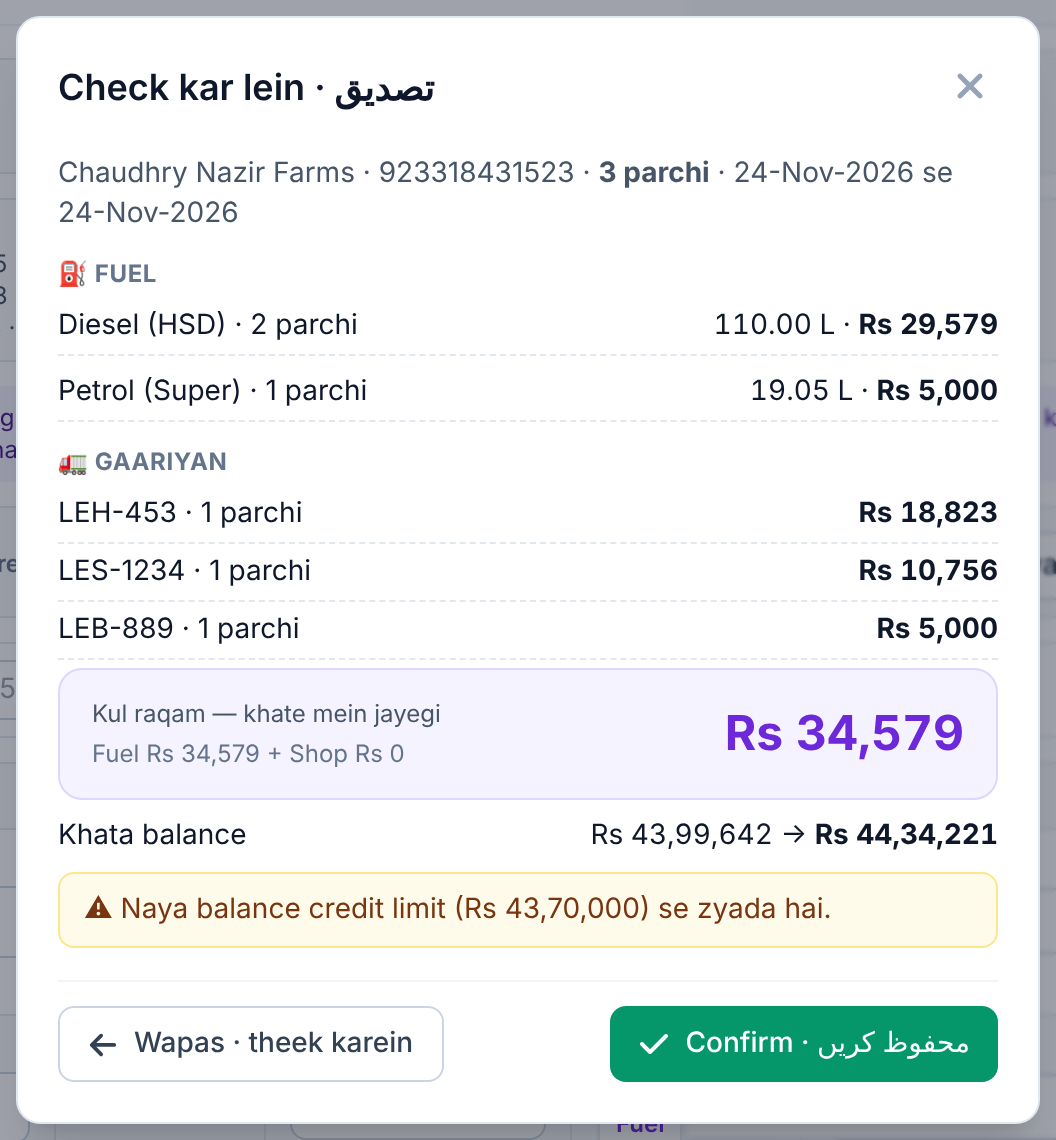 Check kar lein · تصدیق
Chaudhry Nazir Farms · 923318431523 · 3 parchi · 24-Nov-2026 se
24-Nov-2026
FUEL
Diesel (HSD) · 2 parchi 110.00 L · Rs 29,579
Petrol (Super) · 1 parchi 19.05 L · Rs 5,000
GAARIYAN
LEH-453 · 1 parchi Rs 18,823
LES-1234 · 1 parchi Rs 10,756
LEB-889 · 1 parchi Rs 5,000
Kul raqam — khate mein jayegi
Fuel Rs 34,579 + Shop Rs 0
Rs 34,579
Khata balance Rs 43,99,642 → Rs 44,34,221
⚠ Naya balance credit limit (Rs 43,70,000) se zyada hai.
← Wapas · theek karein
✓ Confirm · محفوظ کریں
Fuel